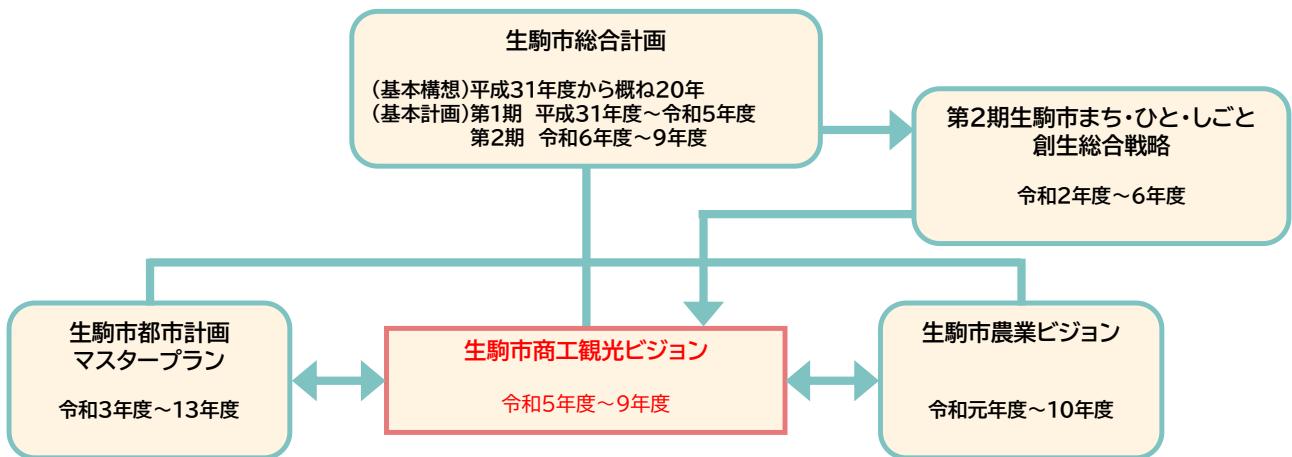 生駒市総合計画
(基本構想)平成31年度から概ね20年
(基本計画)第1期 平成31年度～令和5年度
第2期 令和6年度～9年度
第2期生駒市まち・ひと・しごと
創生総合戦略
令和2年度～6年度
生駒市都市計画
マスタープラン
令和3年度～13年度
生駒市商工観光ビジョン
令和5年度～9年度
生駒市農業ビジョン
令和元年度～10年度